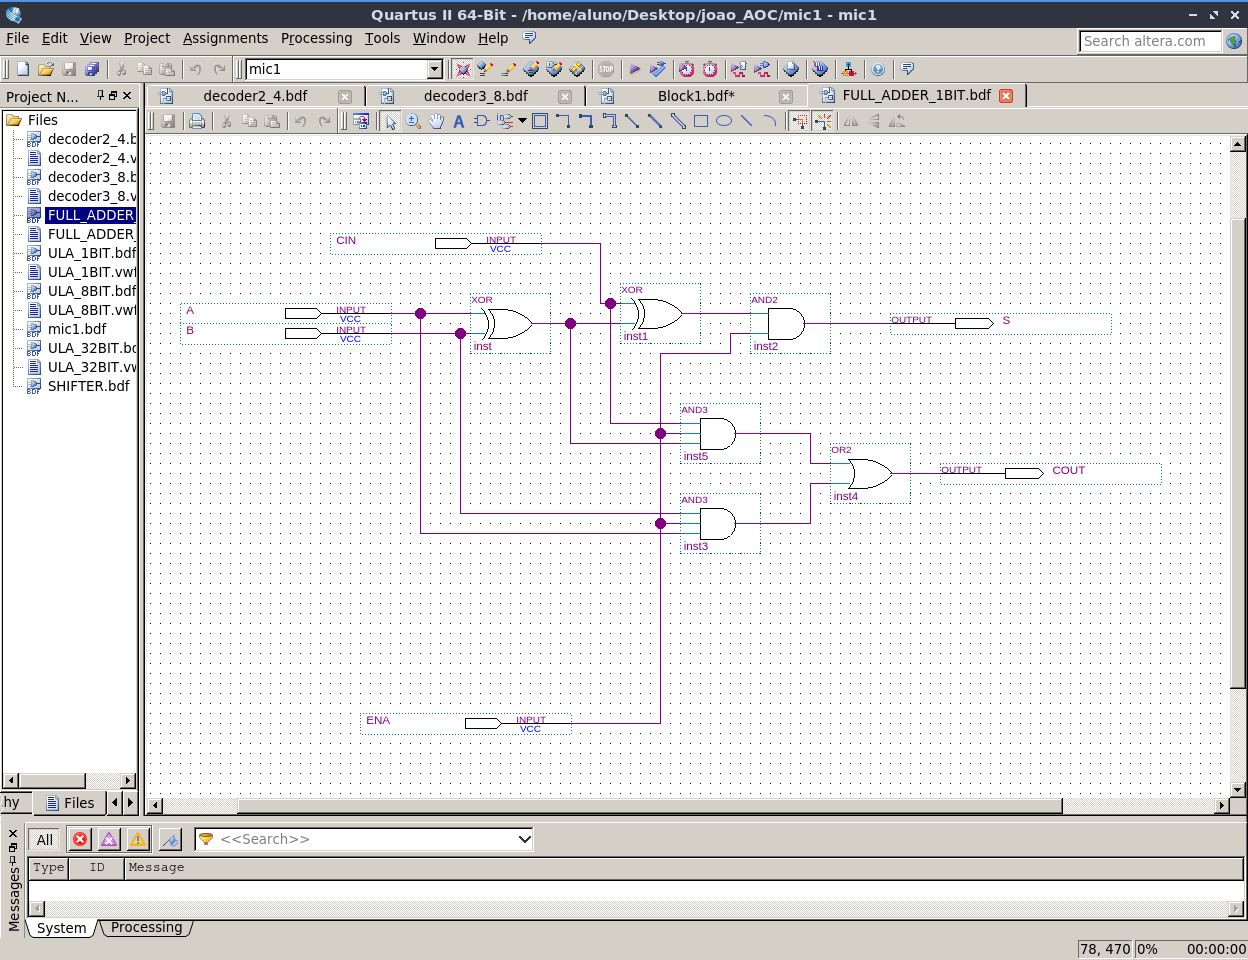 Quartus II 64-Bit - /home/aluno/Desktop/joao_AOC/mic1 - mic1
File Edit View Project Assignments Processing Tools Window Help
Search altera.com
mic1
Project N...
decoder2_4.bdf
decoder3_8.bdf
Block1.bdf*
FULL_ADDER_1BIT.bdf
Files
decoder2_4.b
decoder2_4.v
decoder3_8.b
decoder3_8.v
FULL_ADDER_
FULL_ADDER_
ULA_1BIT.bdf
ULA_1BIT.vwf
ULA_8BIT.bdf
ULA_8BIT.vwf
mic1.bdf
ULA_32BIT.bd
ULA_32BIT.vw
SHIFTER.bdf
hy
Files
CIN
INPUT
VCC
A
INPUT
VCC
B
INPUT
VCC
XOR
inst
XOR
inst1
AND2
inst2
OUTPUT
S
AND3
inst5
OR2
inst4
OUTPUT
COUT
AND3
inst3
ENA
INPUT
VCC
All
<<Search>>
Type ID Message
Messages
System
Processing
78, 470
0%
00:00:00